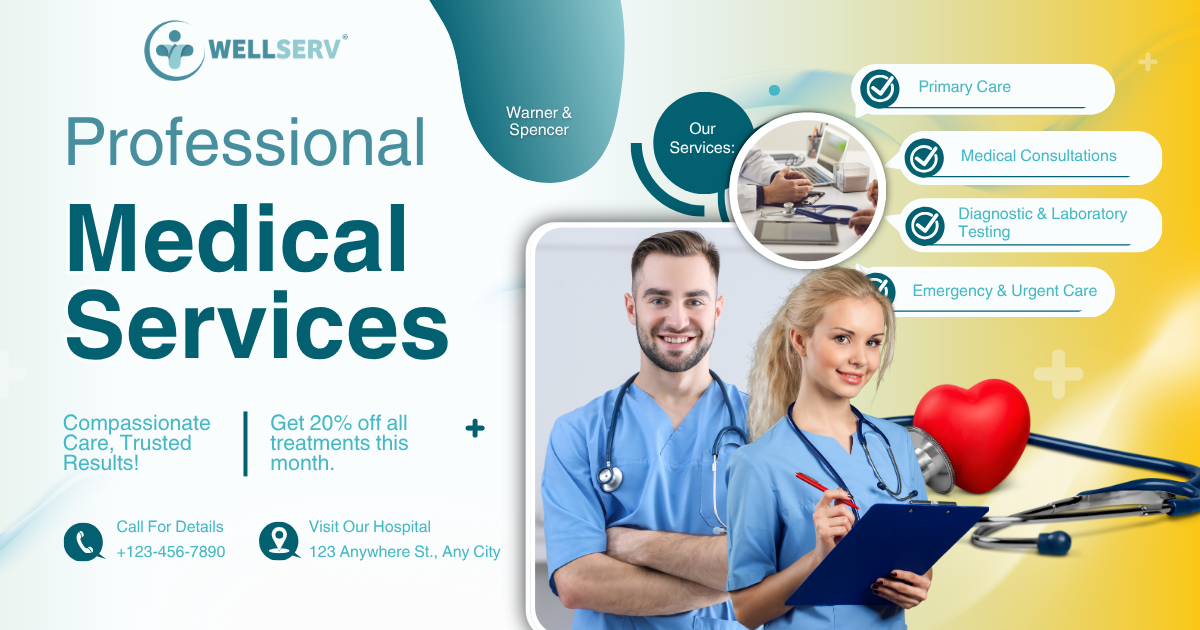 WELLSERV®
Professional
Medical
Services
Compassionate
Care, Trusted
Results!
Get 20% off all
treatments this
month.
Call For Details
+123-456-7890
Visit Our Hospital
123 Anywhere St., Any City
Warner &
Spencer
Our
Services:
Primary Care
Medical Consultations
Diagnostic & Laboratory
Testing
Emergency & Urgent Care